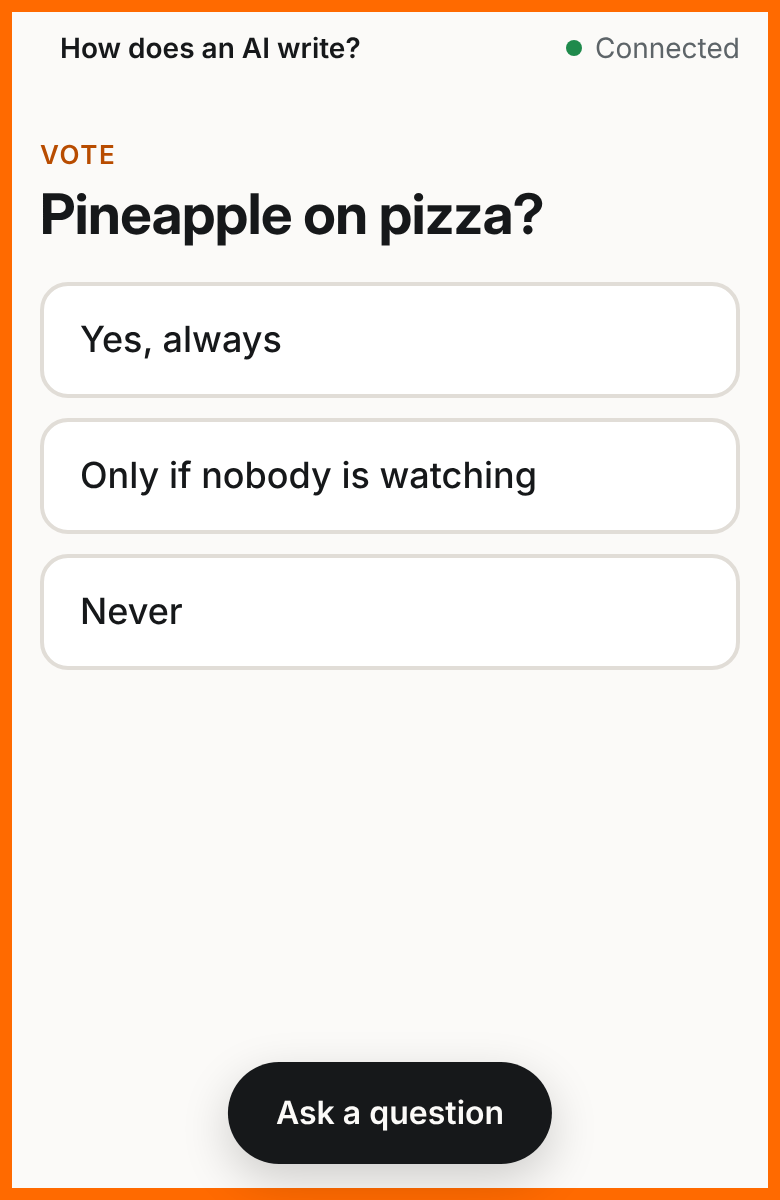 How does an AI write?
Connected
VOTE
Pineapple on pizza?
Yes, always
Only if nobody is watching
Never
Ask a question